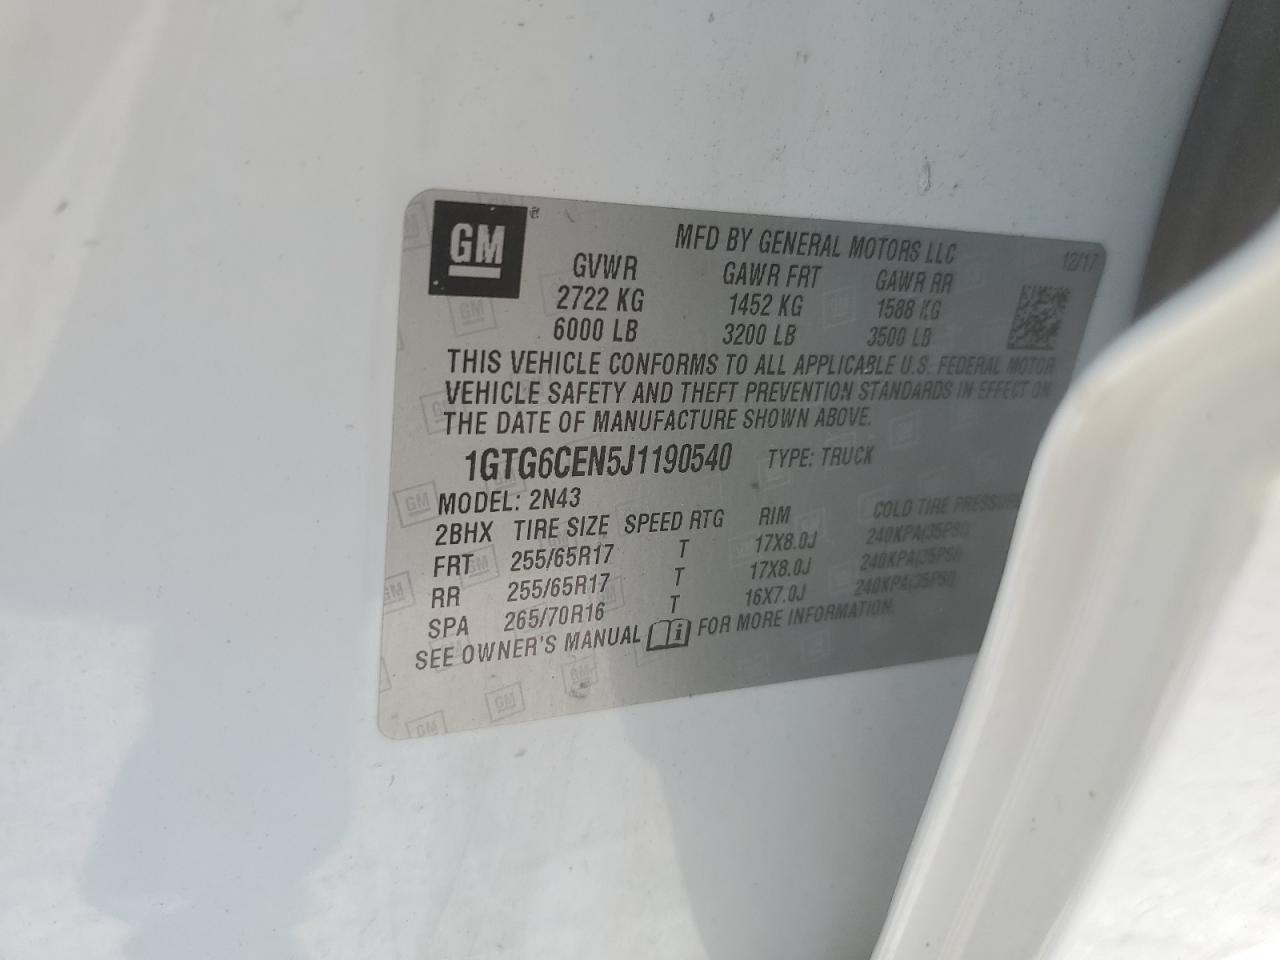 GM
MFD BY GENERAL MOTORS LLC 12/17
GVWR GAWR FRT GAWR RR
2722 KG 1452 KG 1588 KG
6000 LB 3200 LB 3500 LB
THIS VEHICLE CONFORMS TO ALL APPLICABLE U.S. FEDERAL MOTOR
VEHICLE SAFETY AND THEFT PREVENTION STANDARDS IN EFFECT ON
THE DATE OF MANUFACTURE SHOWN ABOVE.
1GTG6CEN5J1190540 TYPE: TRUCK
MODEL: 2N43
2BHX TIRE SIZE SPEED RTG RIM COLD TIRE PRESSURE
FRT 255/65R17 T 17X8.0J 240KPA(35PSI)
RR 255/65R17 T 17X8.0J 240KPA(35PSI)
SPA 265/70R16 T 16X7.0J 240KPA(35PSI)
SEE OWNER'S MANUAL FOR MORE INFORMATION.